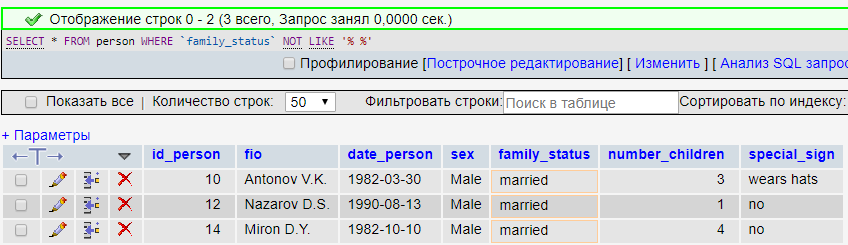 Отображение строк 0 - 2 (3 всего, Запрос занял 0,0000 сек.)
SELECT * FROM person WHERE `family_status` NOT LIKE '% %'
Профилирование [Построчное редактирование] [ Изменить ] [ Анализ SQL запрос
Показать все | Количество строк: 50 Фильтровать строки: Поиск в таблице Сортировать по индексу:
+ Параметры
←T→ id_person fio date_person sex family_status number_children special_sign
10 Antonov V.K. 1982-03-30 Male married 3 wears hats
12 Nazarov D.S. 1990-08-13 Male married 1 no
14 Miron D.Y. 1982-10-10 Male married 4 no